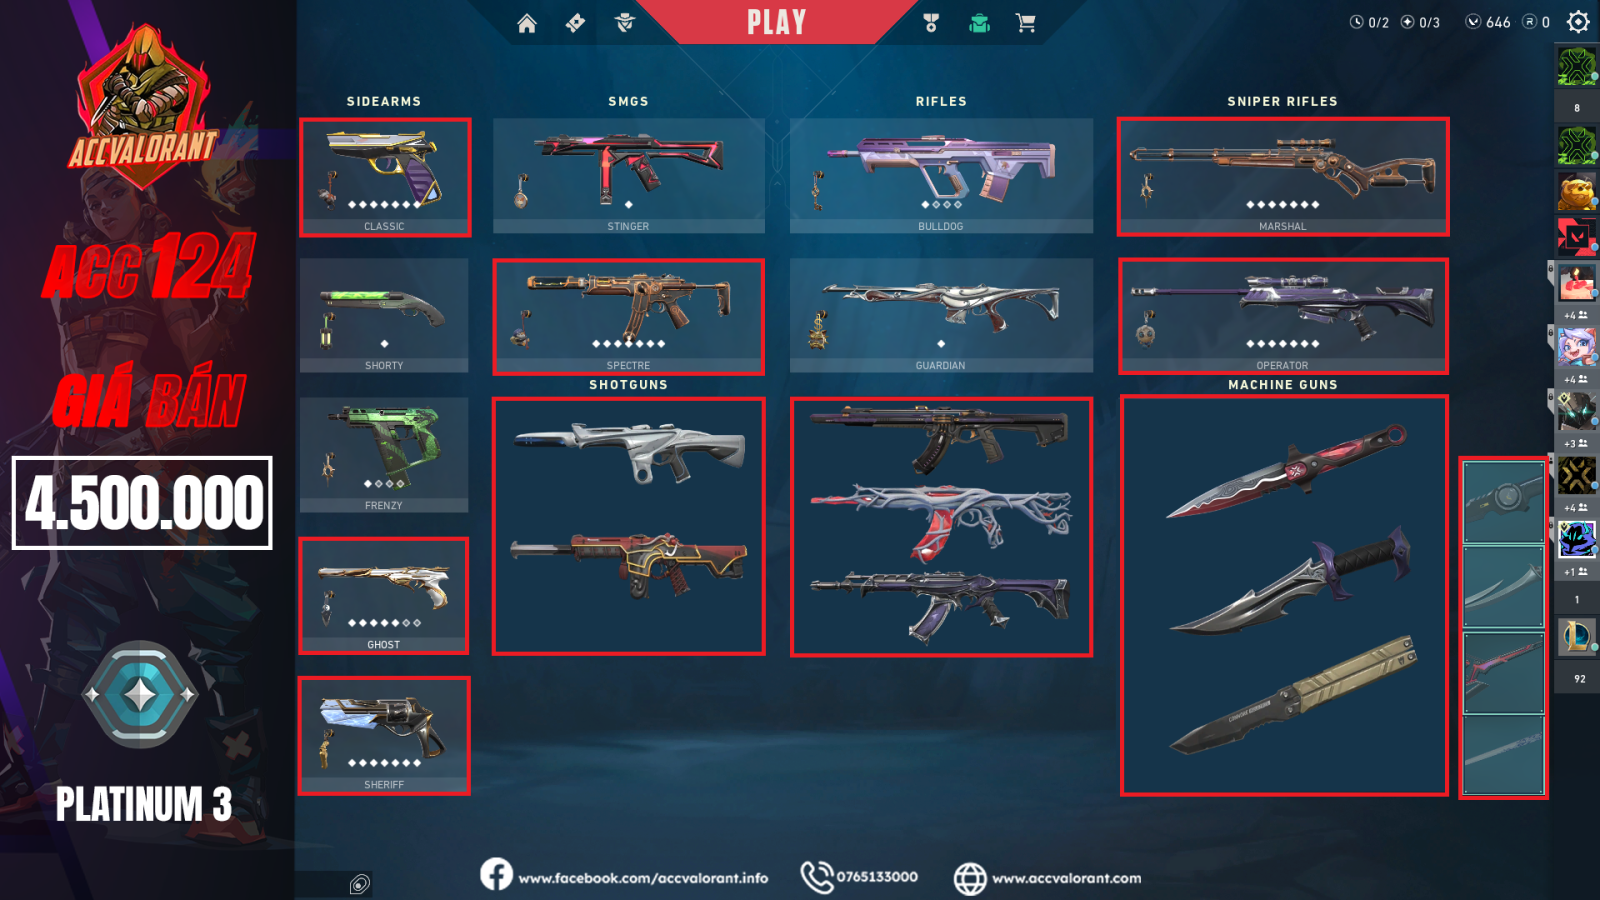 PLAY
0/2
0/3
646
R 0
ACCVALORANT
ACC 124
GIÁ BÁN
4.500.000
PLATINUM 3
SIDEARMS
SMGS
RIFLES
SNIPER RIFLES
CLASSIC
STINGER
BULLDOG
MARSHAL
SHORTY
SPECTRE
GUARDIAN
OPERATOR
SHOTGUNS
MACHINE GUNS
FRENZY
GHOST
SHERIFF
8
+4
+4
+3
+4
+1
1
92
www.facebook.com/accvalorant.info
0765133000
www.accvalorant.com